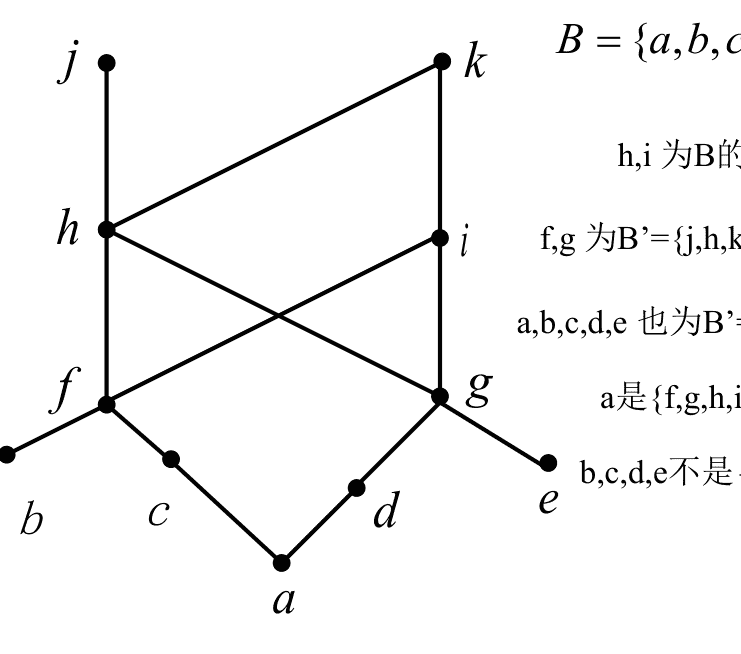 j
k
B = {a,b,c
h,i 为B的
h
i
f,g 为B’={j,h,k
a,b,c,d,e 也为B’=
f
g
a是{f,g,h,i
b,c,d,e不是
b
c
d
e
a